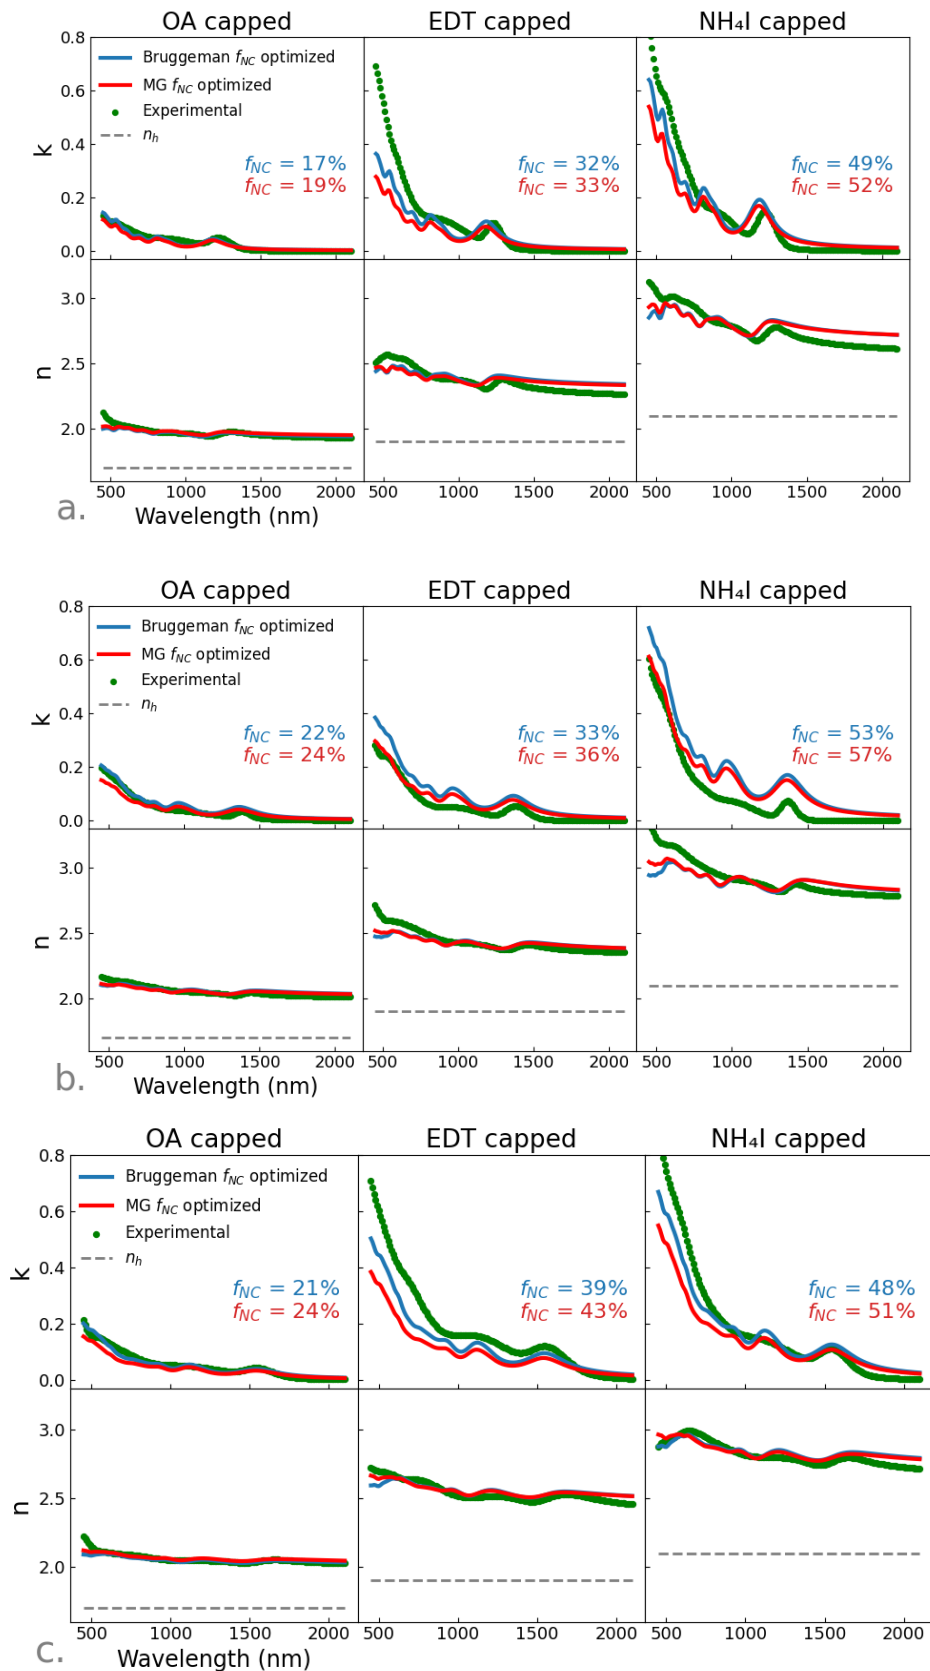 OA capped EDT capped NH₄I capped
0.8
Bruggeman f_NC optimized
MG f_NC optimized
Experimental
n_h
0.6
0.4
0.2
0.0
k
f_NC = 17%
f_NC = 19%
f_NC = 32%
f_NC = 33%
f_NC = 49%
f_NC = 52%
3.0
2.5
2.0
n
500 1000 1500 2000 500 1000 1500 2000 500 1000 1500 2000
a. Wavelength (nm)
OA capped EDT capped NH₄I capped
0.8
Bruggeman f_NC optimized
MG f_NC optimized
Experimental
n_h
0.6
0.4
0.2
0.0
k
f_NC = 22%
f_NC = 24%
f_NC = 33%
f_NC = 36%
f_NC = 53%
f_NC = 57%
3.0
2.5
2.0
n
500 1000 1500 2000 500 1000 1500 2000 500 1000 1500 2000
b. Wavelength (nm)
OA capped EDT capped NH₄I capped
0.8
Bruggeman f_NC optimized
MG f_NC optimized
Experimental
n_h
0.6
0.4
0.2
0.0
k
f_NC = 21%
f_NC = 24%
f_NC = 39%
f_NC = 43%
f_NC = 48%
f_NC = 51%
3.0
2.5
2.0
n
500 1000 1500 2000 500 1000 1500 2000 500 1000 1500 2000
c. Wavelength (nm)